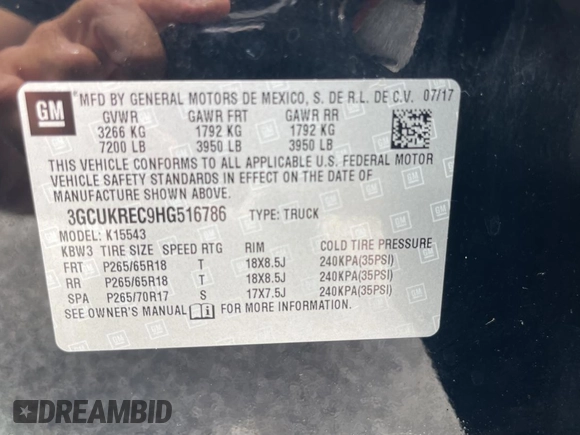 GM
MFD BY GENERAL MOTORS DE MEXICO, S. DE R.L. DE C.V. 07/17
GVWR GAWR FRT GAWR RR
3266 KG 1792 KG 1792 KG
7200 LB 3950 LB 3950 LB
THIS VEHICLE CONFORMS TO ALL APPLICABLE U.S. FEDERAL MOTOR
VEHICLE SAFETY STANDARDS IN EFFECT ON THE DATE OF
MANUFACTURE SHOWN ABOVE.
3GCUKREC9HG516786 TYPE: TRUCK
MODEL: K15543
KBW3 TIRE SIZE SPEED RTG RIM COLD TIRE PRESSURE
FRT P265/65R18 T 18X8.5J 240KPA(35PSI)
RR P265/65R18 T 18X8.5J 240KPA(35PSI)
SPA P265/70R17 S 17X7.5J 240KPA(35PSI)
SEE OWNER'S MANUAL FOR MORE INFORMATION.
DREAMBID